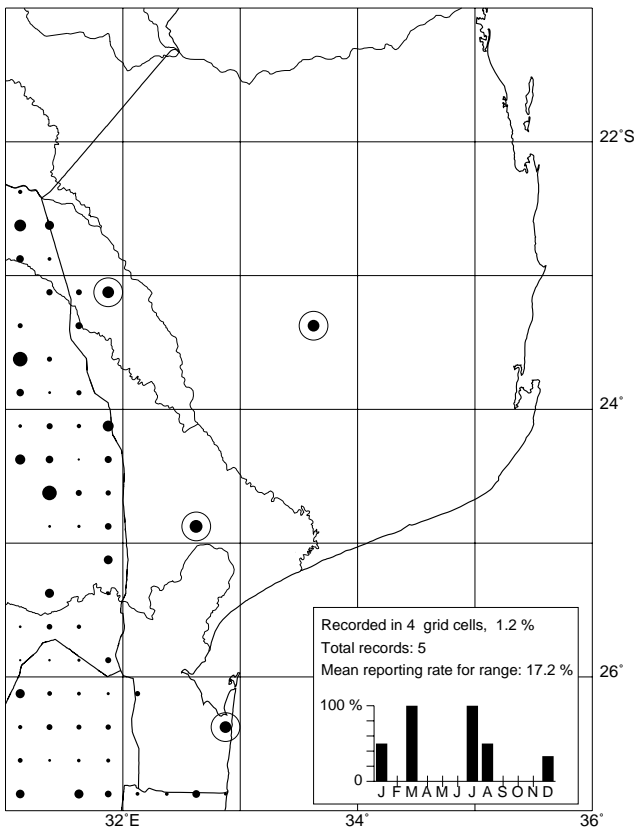 22˚S
24˚
Recorded in 4 grid cells, 1.2 %
Total records: 5
Mean reporting rate for range: 17.2 %
26˚
100 %
0
J F M A M J J A S O N D
32˚E
34˚
36˚